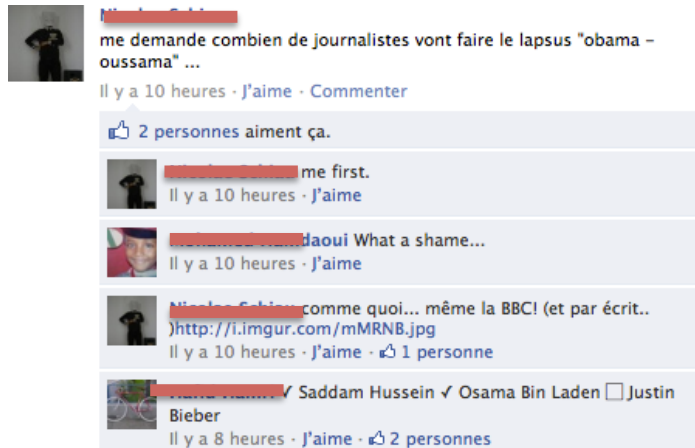 me demande combien de journalistes vont faire le lapsus "obama –
oussama" ...
Il y a 10 heures · J'aime · Commenter
2 personnes aiment ça.
me first.
Il y a 10 heures · J'aime
daoui What a shame...
Il y a 10 heures · J'aime
comme quoi... même la BBC! (et par écrit..
)http://i.imgur.com/mMRNB.jpg
Il y a 10 heures · J'aime · 1 personne
✓ Saddam Hussein ✓ Osama Bin Laden ☐ Justin
Bieber
Il y a 8 heures · J'aime · 2 personnes